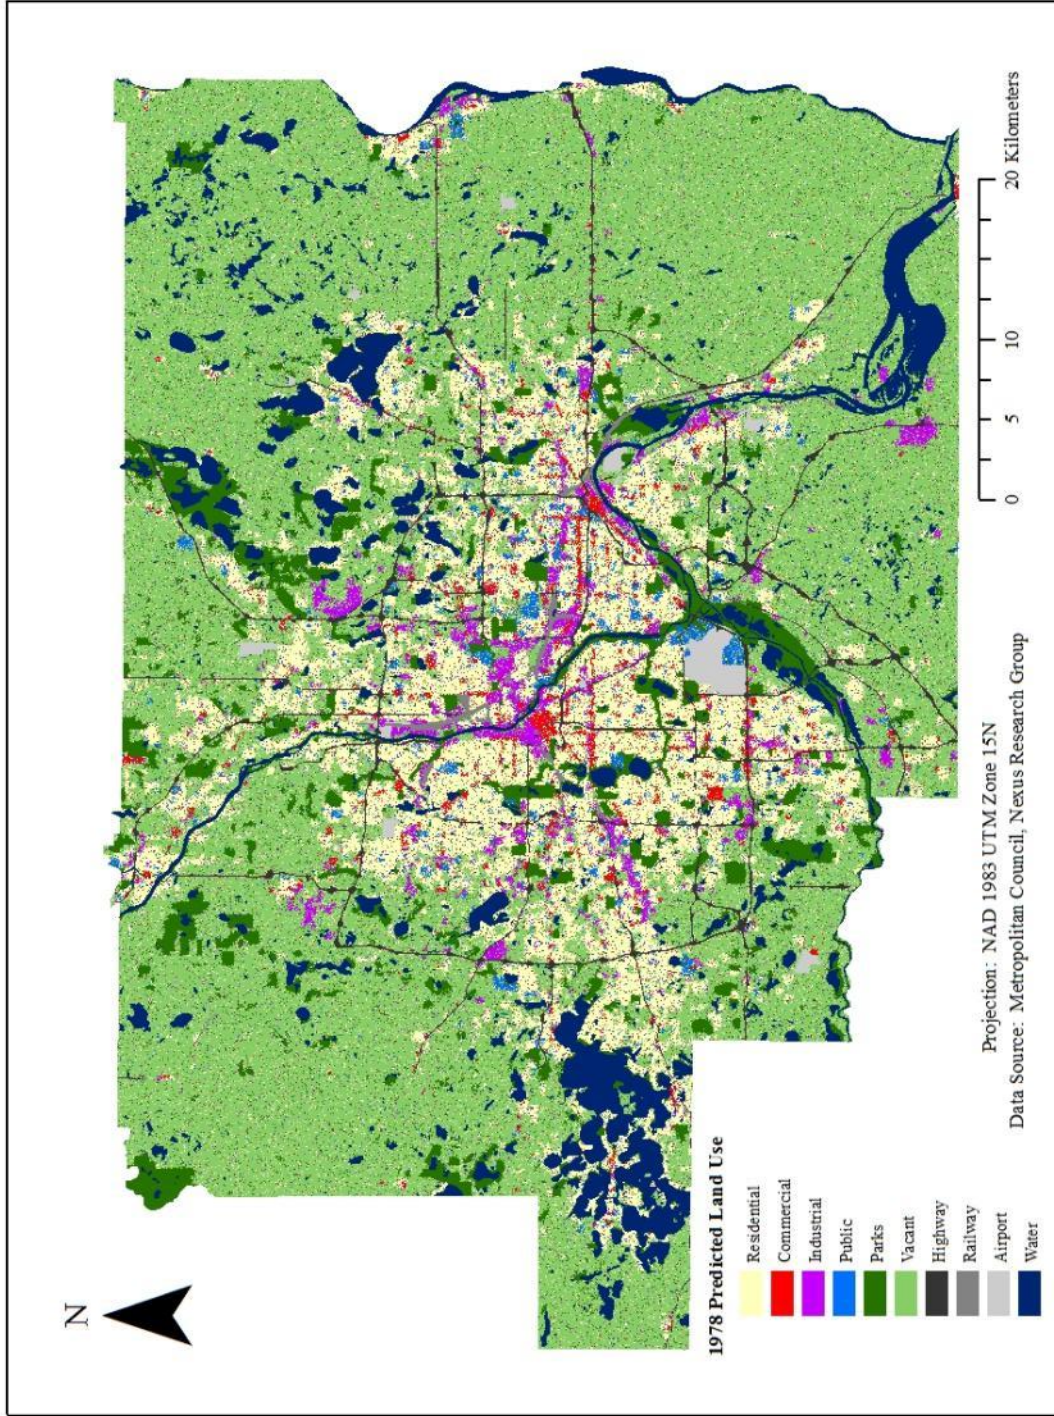 N
1978 Predicted Land Use
Residential
Commercial
Industrial
Public
Parks
Vacant
Highway
Railway
Airport
Water
Projection: NAD 1983 UTM Zone 15N
Data Source: Metropolitan Council, Nexus Research Group
0 5 10 20 Kilometers